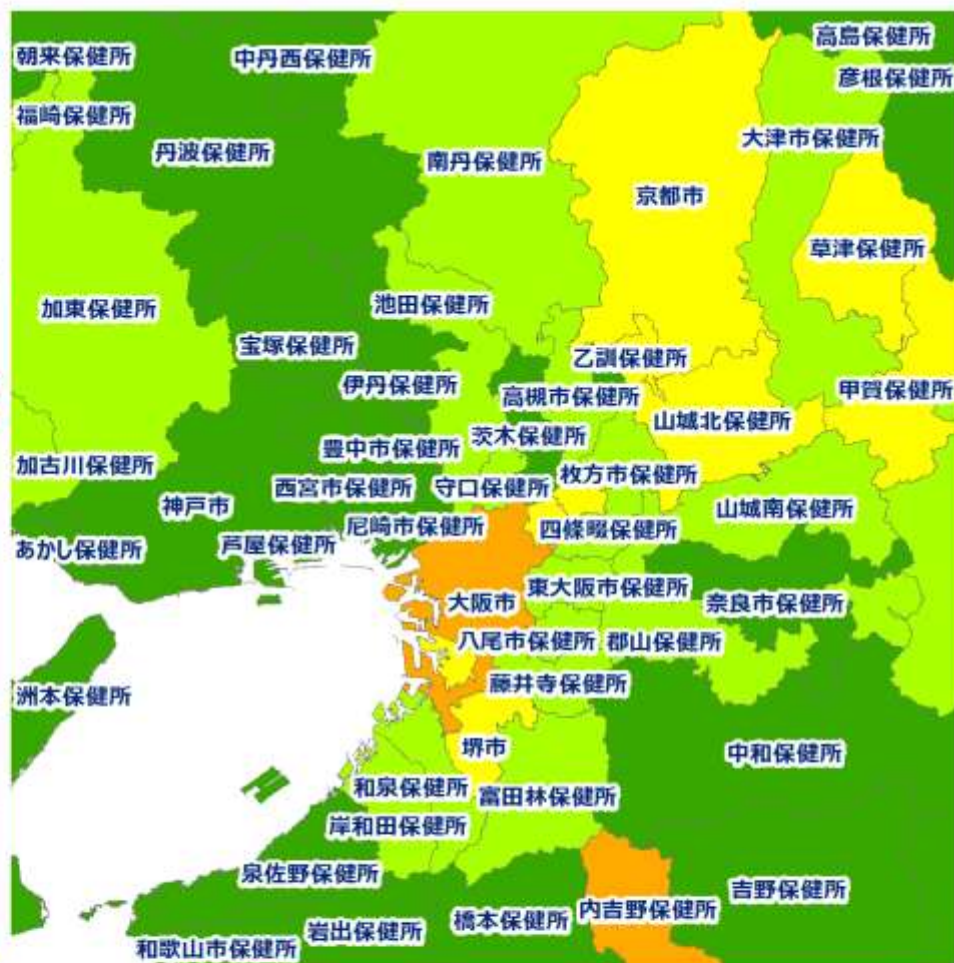 高島保健所
朝来保健所
中丹西保健所
彦根保健所
福崎保健所
大津市保健所
丹波保健所
南丹保健所
京都市
草津保健所
加東保健所
池田保健所
宝塚保健所
乙訓保健所
伊丹保健所
高槻市保健所
甲賀保健所
山城北保健所
茨木保健所
豊中市保健所
加古川保健所
枚方市保健所
西宮市保健所
守口保健所
神戸市
山城南保健所
尼崎市保健所
四條畷保健所
あかし保健所
芦屋保健所
東大阪市保健所
大阪市
奈良市保健所
八尾市保健所
郡山保健所
藤井寺保健所
洲本保健所
堺市
中和保健所
和泉保健所
富田林保健所
岸和田保健所
泉佐野保健所
吉野保健所
内吉野保健所
橋本保健所
岩出保健所
和歌山市保健所